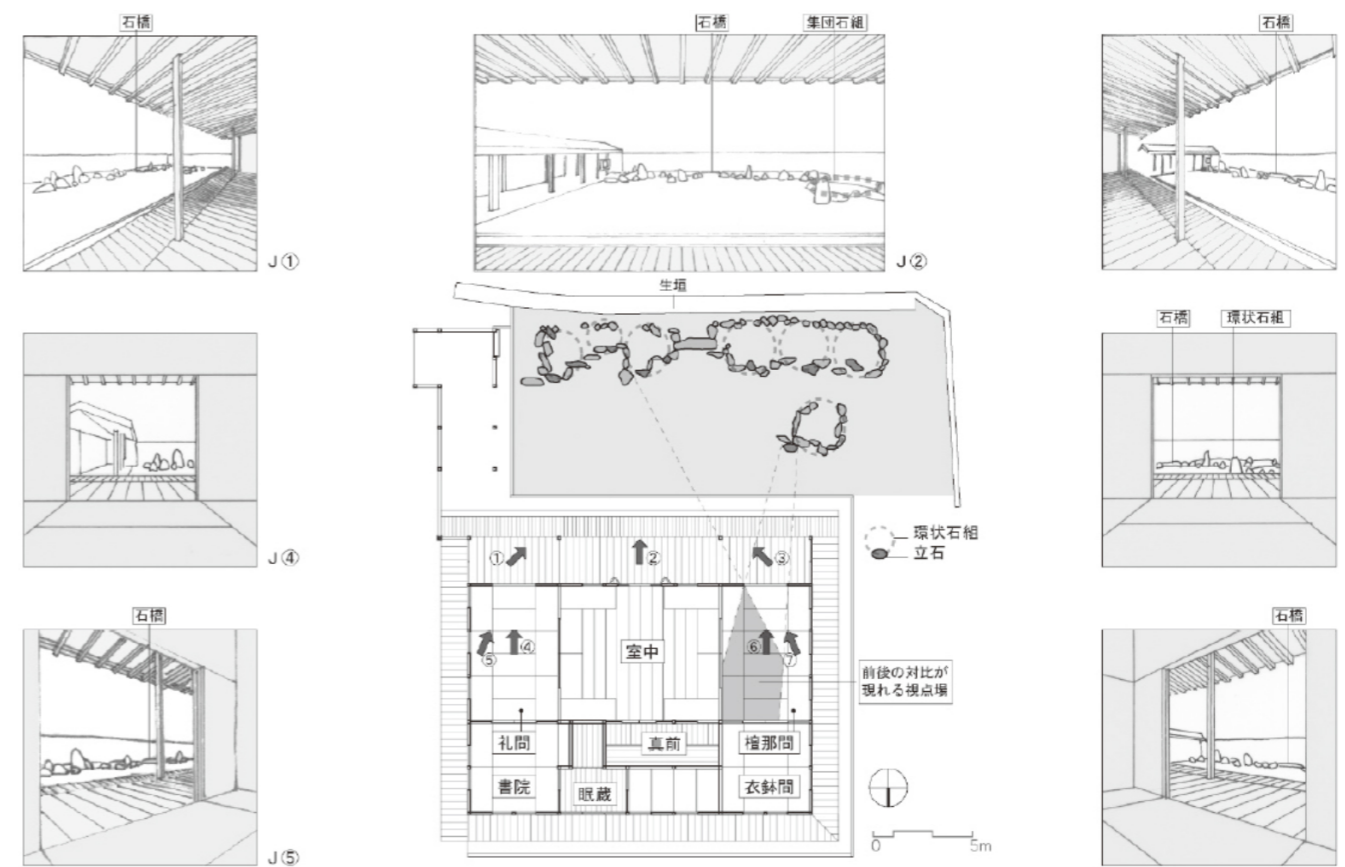 石橋
石橋
集団石組
石橋
J①
J②
生垣
石橋
環状石組
J④
環状石組
立石
①
②
③
⑤
④
⑥
⑦
室中
前後の対比が
現れる視点場
石橋
石橋
礼間
真前
檀那間
書院
眠蔵
衣鉢間
0
5m
J⑤